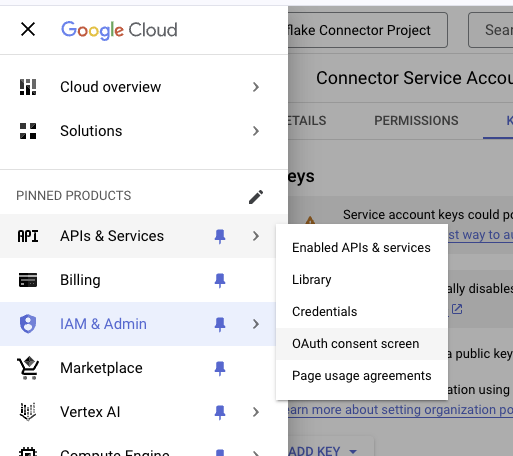 Google Cloud
flake Connector Project
Sear
Cloud overview
Solutions
Connector Service Accou
ETAILS
PERMISSIONS
K
PINNED PRODUCTS
eys
API APIs & Services
Billing
IAM & Admin
Marketplace
Vertex AI
Compute Engine
Enabled APIs & services
Library
Credentials
OAuth consent screen
Page usage agreements
Service account keys could po
st way to au
ally disables
a public key
ation using
earn more about setting organization po
ADD KEY